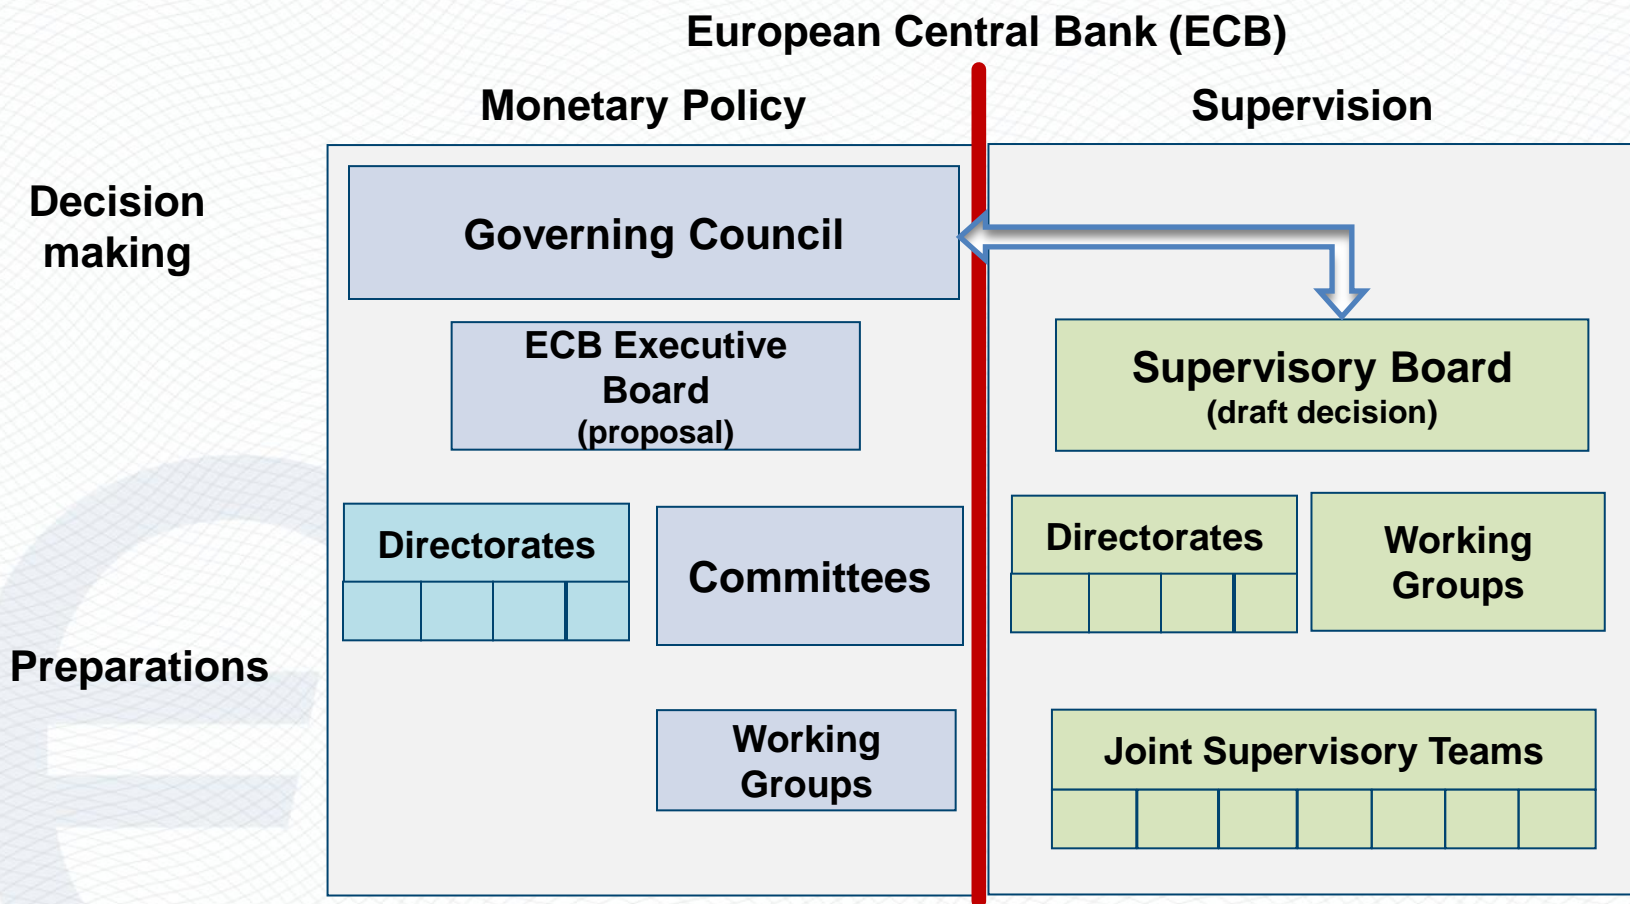 European Central Bank (ECB)
Monetary Policy
Supervision
Decision
making
Governing Council
ECB Executive
Board
(proposal)
Supervisory Board
(draft decision)
Preparations
Directorates
Committees
Working
Groups
Directorates
Working
Groups
Joint Supervisory Teams